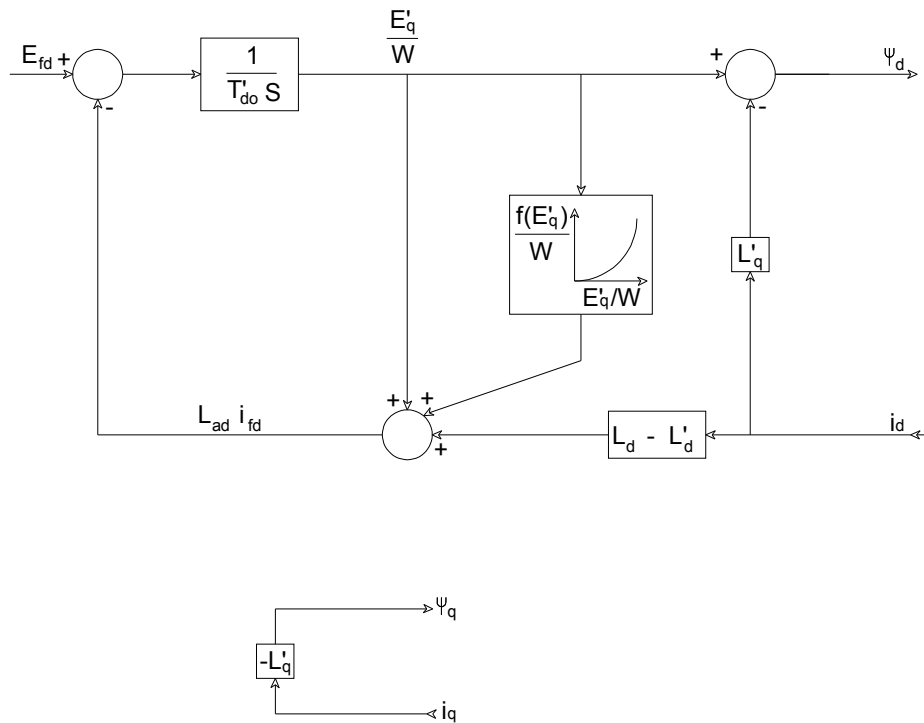 E'q
W
Efd +
1
T'do S
+
ψd
-
-
f(E'q)
W
E'q/W
L'q
+ +
Lad ifd
+
Ld - L'd
id
ψq
-L'q
iq